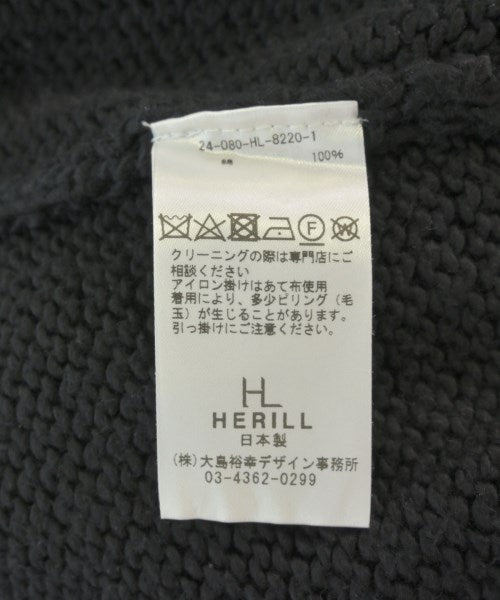 24-080-HL-8220-1
綿 100%
クリーニングの際は専門店にご
相談ください
アイロン掛けはあて布使用
着用により、多少ピリング（毛
玉）が生じることがあります。
引っ掛けにご注意ください。
HL
HERILL
日本製
(株)大島裕幸デザイン事務所
03-4362-0299